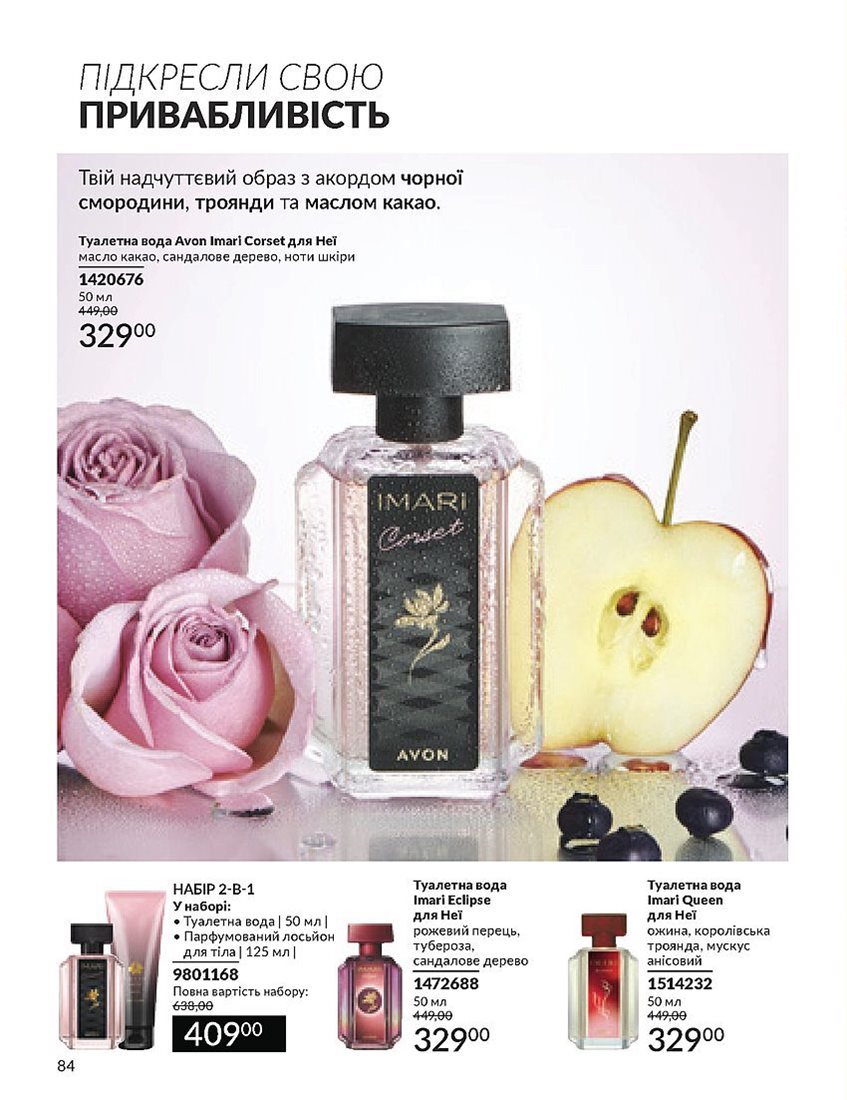 ПІДКРЕСЛИ СВОЮ
ПРИВАБЛИВІСТЬ
Твій надчуттєвий образ з акордом чорної
смородини, троянди та маслом какао.
Туалетна вода Avon Imari Corset для Неї
масло какао, сандалове дерево, ноти шкіри
1420676
50 мл
449,00
329 00
IMARI
Corset
AVON
НАБІР 2-В-1
У наборі:
• Туалетна вода | 50 мл |
• Парфумований лосьйон
для тіла | 125 мл |
9801168
Повна вартість набору:
638,00
409 00
IMARI
Туалетна вода
Imari Eclipse
для Неї
рожевий перець,
тубероза,
сандалове дерево
1472688
50 мл
449,00
329 00
IMARI
Туалетна вода
Imari Queen
для Неї
ожина, королівська
троянда, мускус
анісовий
1514232
50 мл
449,00
329 00
84